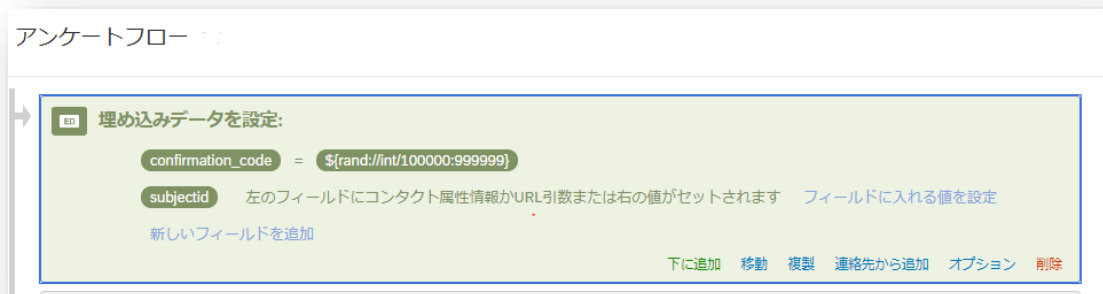 アンケートフロー
ED 埋め込みデータを設定:
confirmation_code = ${rand://int/100000:999999}
subjectid 左のフィールドにコンタクト属性情報かURL引数または右の値がセットされます フィールドに入れる値を設定
新しいフィールドを追加
下に追加 移動 複製 連絡先から追加 オプション 削除